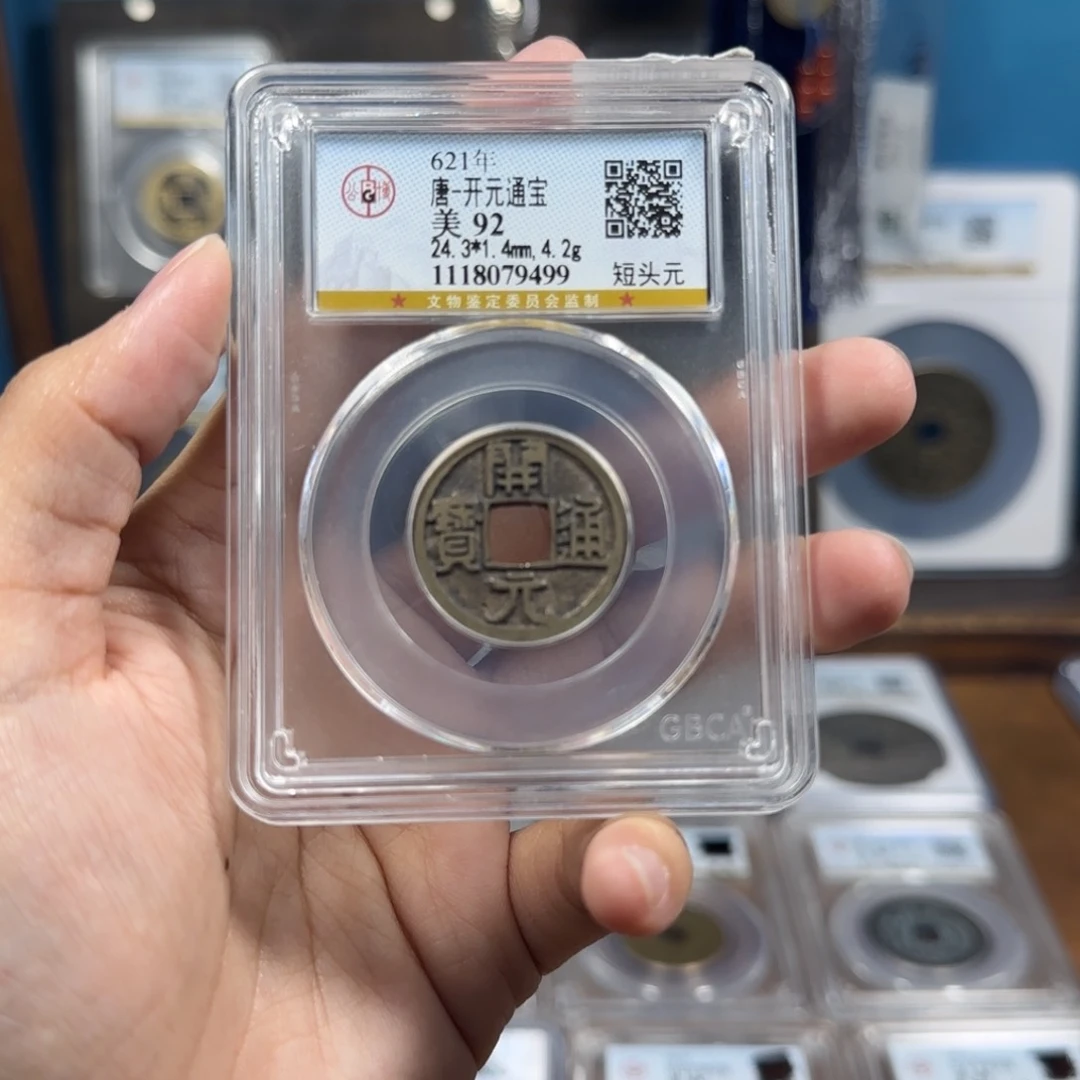 621年
唐-开元通宝
美 92
24.3*1.4mm,4.2g
1118079499 短头元
★ 文物鉴定委员会监制 ★
G
開
寶 通
元
GBCA